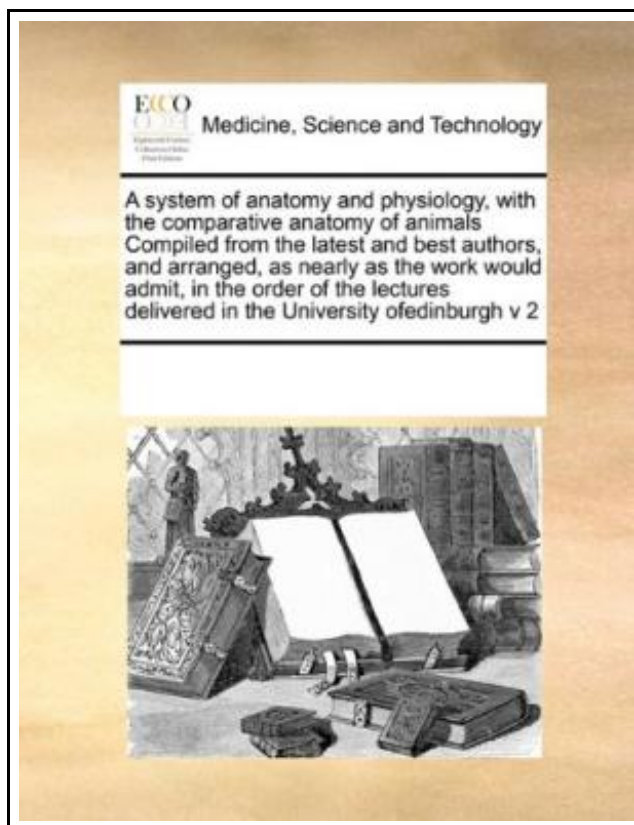 ECCO
Medicine, Science and Technology
A system of anatomy and physiology, with
the comparative anatomy of animals
Compiled from the latest and best authors,
and arranged, as nearly as the work would
admit, in the order of the lectures
delivered in the University ofedinburgh v 2